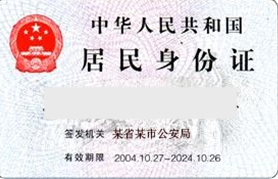 中华人民共和国
居民身份证
签发机关 某省某市公安局
有效期限 2004.10.27-2024.10.26